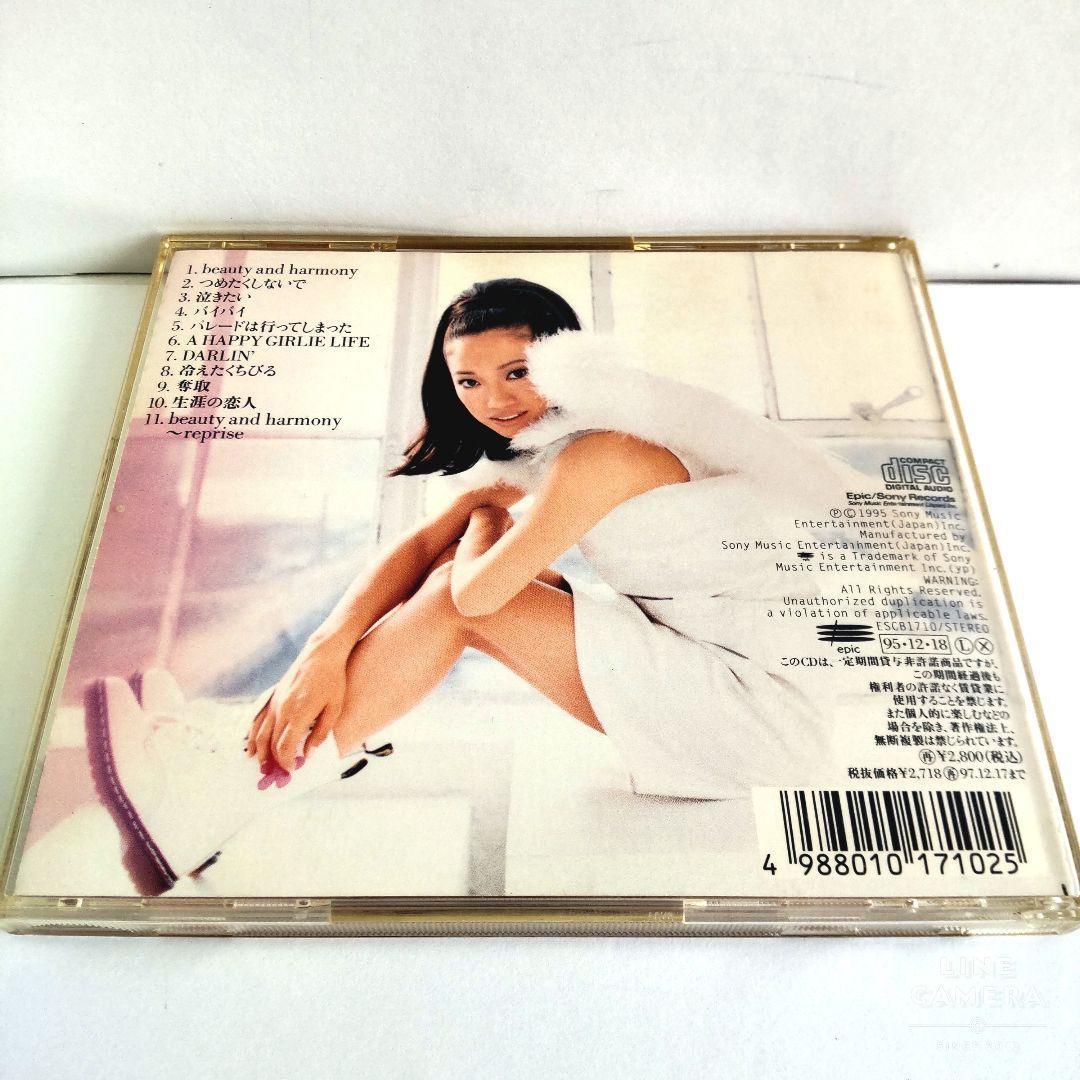 1. beauty and harmony
2. つめたくしないで
3. 泣きたい
4. バイバイ
5. パレードは行ってしまった
6. A HAPPY GIRLIE LIFE
7. DARLIN'
8. 冷えたくちびる
9. 奪取
10. 生涯の恋人
11. beauty and harmony
～reprise
COMPACT
disc
DIGITAL AUDIO
Epic/Sony Records
Sony Music Entertainment (Japan) Inc.
Ⓟ© 1995 Sony Music
Entertainment(Japan)Inc.
Manufactured by
Sony Music Entertainment(Japan)Inc.
is a Trademark of Sony
Music Entertainment Inc.(yp)
WARNING:
All Rights Reserved.
Unauthorized duplication is
a violation of applicable laws.
ESCB1710/STEREO
epic
95・12・18 Ⓛ Ⓧ
このCDは、一定期間貸与非許諾商品ですが、
この期間経過後も
権利者の許諾なく賃貸業に
使用することを禁じます。
また個人的に楽しむなどの
場合を除き、著作権法上、
無断複製は禁じられています。
㊢¥2,800(税込)
税抜価格¥2,718 再 97.12.17まで
4 988010 171025
LINE
CAMERA